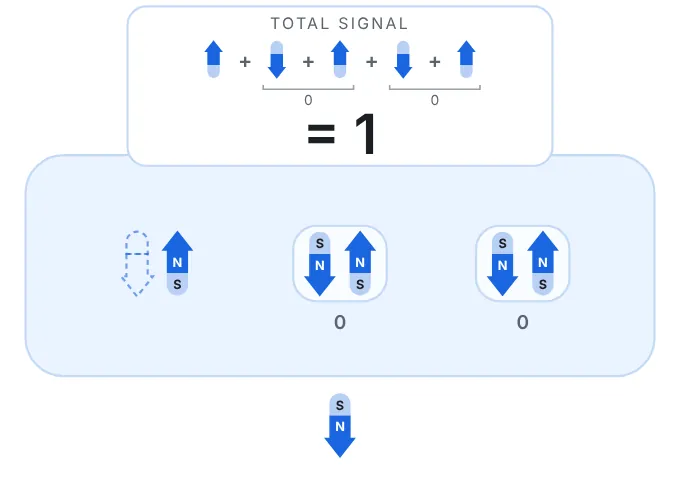 TOTAL SIGNAL
+ + + +
0 0
= 1
S S
N N N N N
S S S
0 0
S
N